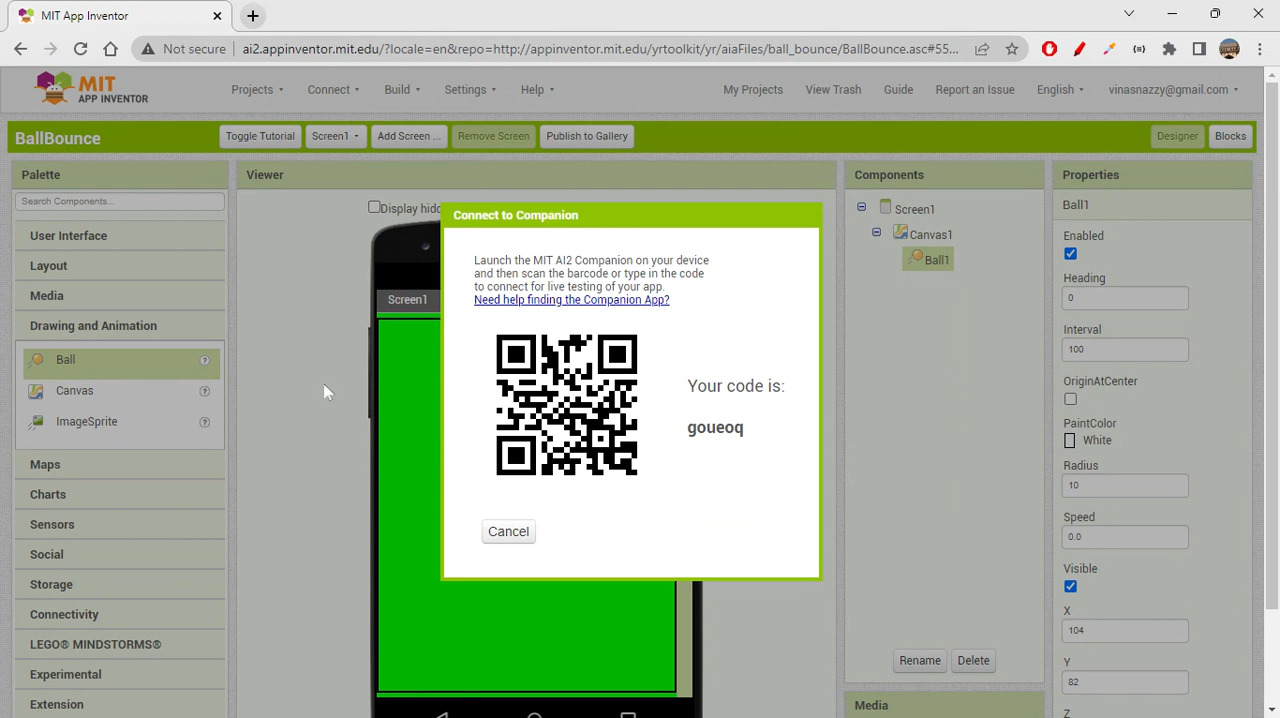 MIT App Inventor
Not secure
ai2.appinventor.mit.edu/?locale=en&repo=http://appinventor.mit.edu/yrtoolkit/yr/aiaFiles/ball_bounce/BallBounce.asc#55...
MIT
APP INVENTOR
Projects
Connect
Build
Settings
Help
My Projects
View Trash
Guide
Report an Issue
English
vinasnazzy@gmail.com
BallBounce
Toggle Tutorial
Screen1
Add Screen ...
Remove Screen
Publish to Gallery
Designer
Blocks
Palette
Search Components...
User Interface
Layout
Media
Drawing and Animation
Ball
?
Canvas
?
ImageSprite
?
Maps
Charts
Sensors
Social
Storage
Connectivity
LEGO® MINDSTORMS®
Experimental
Extension
Viewer
Display hidd
Screen1
Connect to Companion
Launch the MIT AI2 Companion on your device
and then scan the barcode or type in the code
to connect for live testing of your app.
Need help finding the Companion App?
Your code is:
goueoq
Cancel
Components
Screen1
Canvas1
Ball1
Rename
Delete
Media
Properties
Ball1
Enabled
Heading
0
Interval
100
OriginAtCenter
PaintColor
White
Radius
10
Speed
0.0
Visible
X
104
Y
82
Z